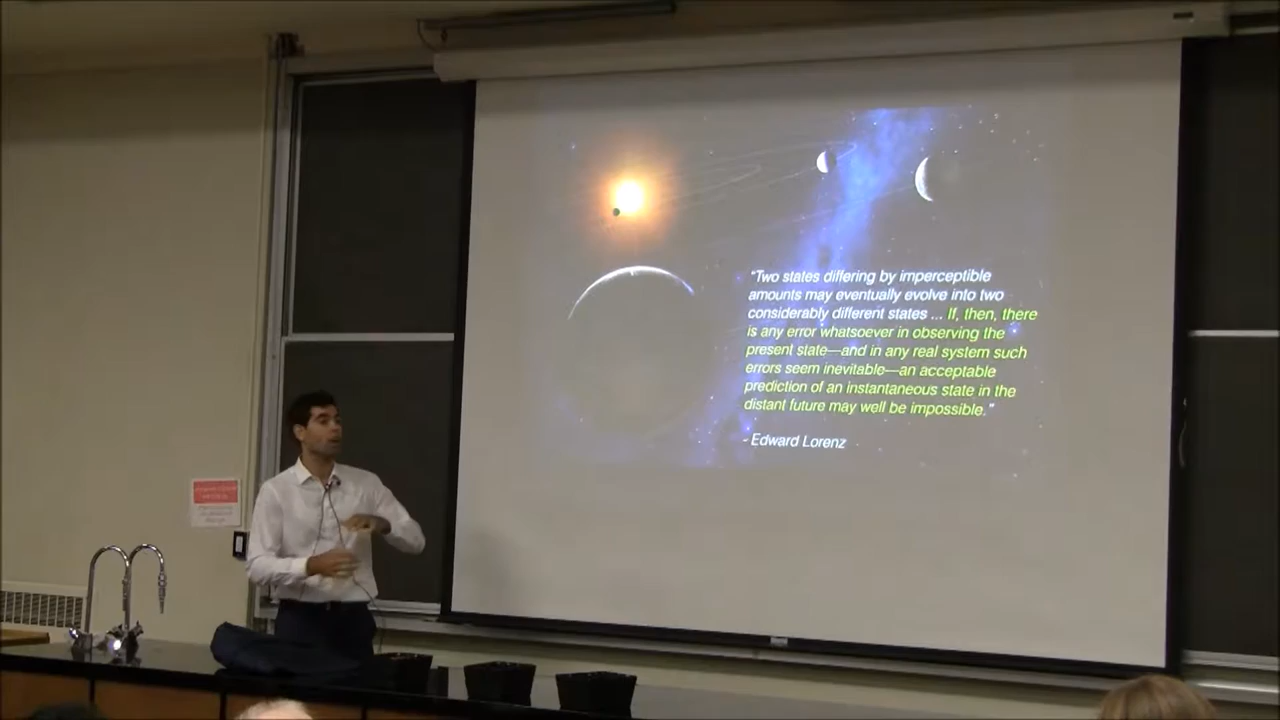 “Two states differing by imperceptible
amounts may eventually evolve into two
considerably different states ... If, then, there
is any error whatsoever in observing the
present state—and in any real system such
errors seem inevitable—an acceptable
prediction of an instantaneous state in the
distant future may well be impossible.”
- Edward Lorenz